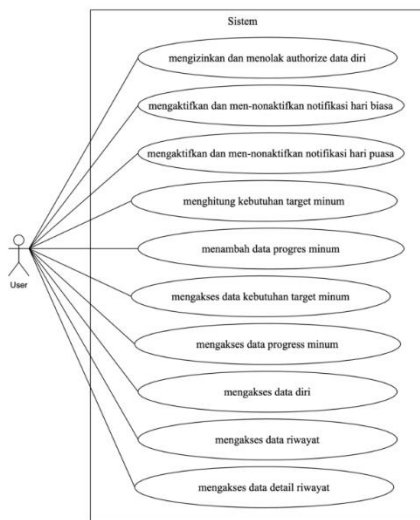 Sistem
mengizinkan dan menolak authorize data diri
mengaktifkan dan men-nonaktifkan notifikasi hari biasa
mengaktifkan dan men-nonaktifkan notifikasi hari puasa
menghitung kebutuhan target minum
menambah data progres minum
User
mengakses data kebutuhan target minum
mengakses data progress minum
mengakses data diri
mengakses data riwayat
mengakses data detail riwayat